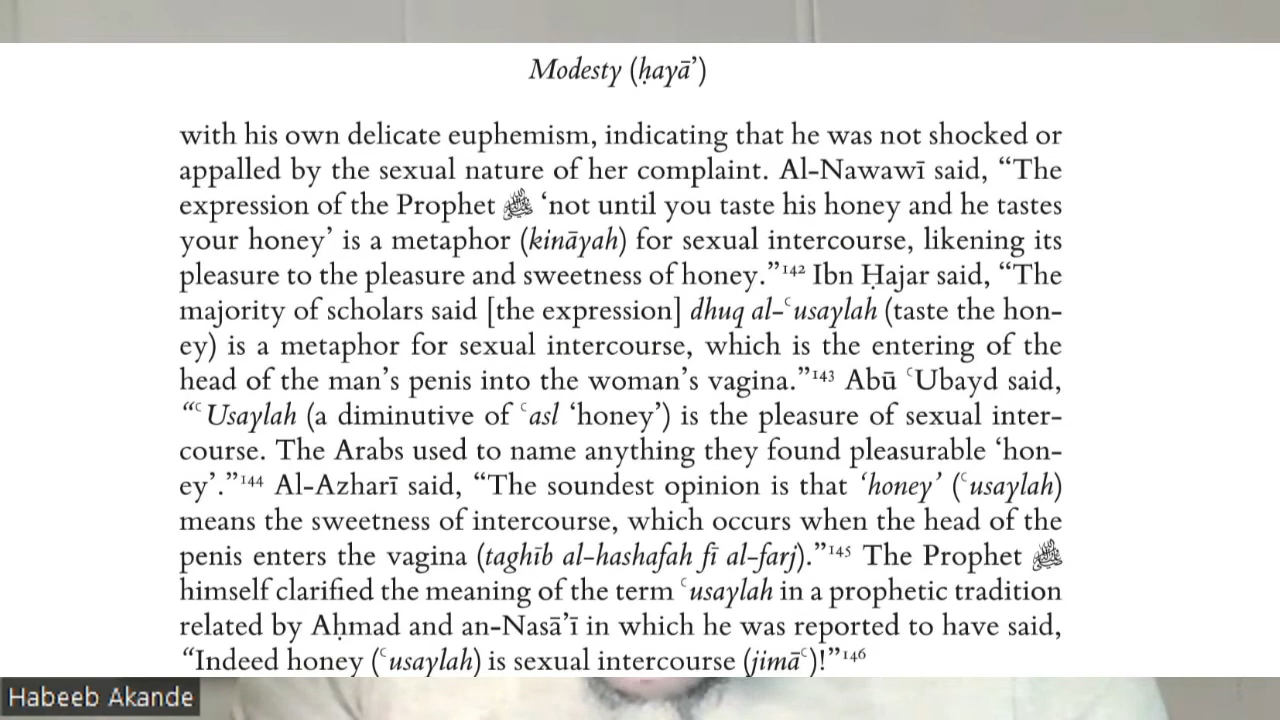 Modesty (ḥayā’)
with his own delicate euphemism, indicating that he was not shocked or
appalled by the sexual nature of her complaint. Al-Nawawī said, “The
expression of the Prophet ﷺ ‘not until you taste his honey and he tastes
your honey’ is a metaphor (kināyah) for sexual intercourse, likening its
pleasure to the pleasure and sweetness of honey.”¹⁴² Ibn Ḥajar said, “The
majority of scholars said [the expression] dhuq al-ʿusaylah (taste the hon-
ey) is a metaphor for sexual intercourse, which is the entering of the
head of the man’s penis into the woman’s vagina.”¹⁴³ Abū ʿUbayd said,
“ʿUsaylah (a diminutive of ʿasl ‘honey’) is the pleasure of sexual inter-
course. The Arabs used to name anything they found pleasurable ‘hon-
ey’.”¹⁴⁴ Al-Azharī said, “The soundest opinion is that ‘honey’ (ʿusaylah)
means the sweetness of intercourse, which occurs when the head of the
penis enters the vagina (taghīb al-hashafah fī al-farj).”¹⁴⁵ The Prophet ﷺ
himself clarified the meaning of the term ʿusaylah in a prophetic tradition
related by Aḥmad and an-Nasā’ī in which he was reported to have said,
“Indeed honey (ʿusaylah) is sexual intercourse (jimāʿ)!”¹⁴⁶
Habeeb Akande